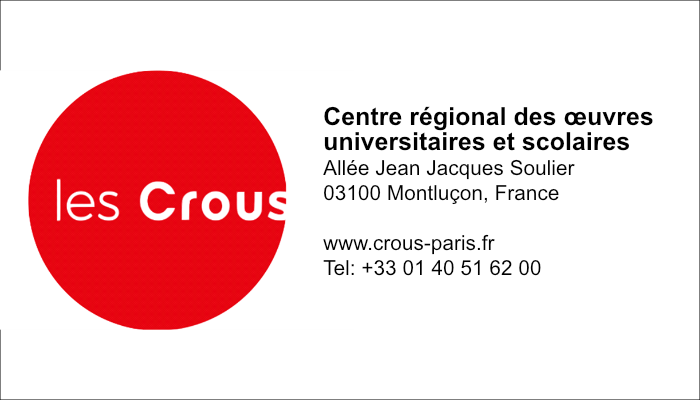 les Crous
Centre régional des œuvres
universitaires et scolaires
Allée Jean Jacques Soulier
03100 Montluçon, France
www.crous-paris.fr
Tel: +33 01 40 51 62 00